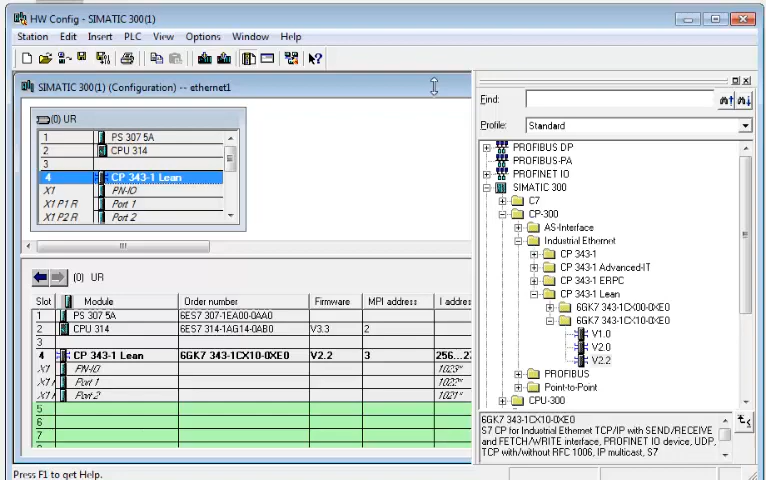 HW Config - SIMATIC 300(1)
Station Edit Insert PLC View Options Window Help
SIMATIC 300(1) (Configuration) -- ethernet1
(0) UR
1 PS 307 5A
2 CPU 314
3
4 CP 343-1 Lean
X1 PN-IO
X1 P1 R Port 1
X1 P2 R Port 2
(0) UR
Slot Module Order number Firmware MPI address I addre
1 PS 307 5A 6ES7 307-1EA00-0AA0
2 CPU 314 6ES7 314-1AG14-0AB0 V3.3 2
3
4 CP 343-1 Lean 6GK7 343-1CX10-0XE0 V2.2 3 256...27
X1 PN-IO 1023*
X1 Port 1 1022*
X1 Port 2 1021*
5
6
7
Find:
Profile: Standard
PROFIBUS DP
PROFIBUS-PA
PROFINET IO
SIMATIC 300
C7
CP-300
AS-Interface
Industrial Ethernet
CP 343-1
CP 343-1 Advanced-IT
CP 343-1 ERPC
CP 343-1 Lean
6GK7 343-1CX00-0XE0
6GK7 343-1CX10-0XE0
V1.0
V2.0
V2.2
PROFIBUS
Point-to-Point
CPU-300
6GK7 343-1CX10-0XE0
S7 CP for Industrial Ethernet TCP/IP with SEND/RECEIVE
and FETCH/WRITE interface, PROFINET IO device, UDP,
TCP with/without RFC 1006, IP multicast, S7
Press F1 to get Help.